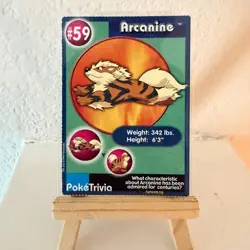 #59
Arcanine
Weight: 342 lbs.
Height: 6'3"
PokéTrivia
What characteristic
about Arcanine has been
admired for centuries?